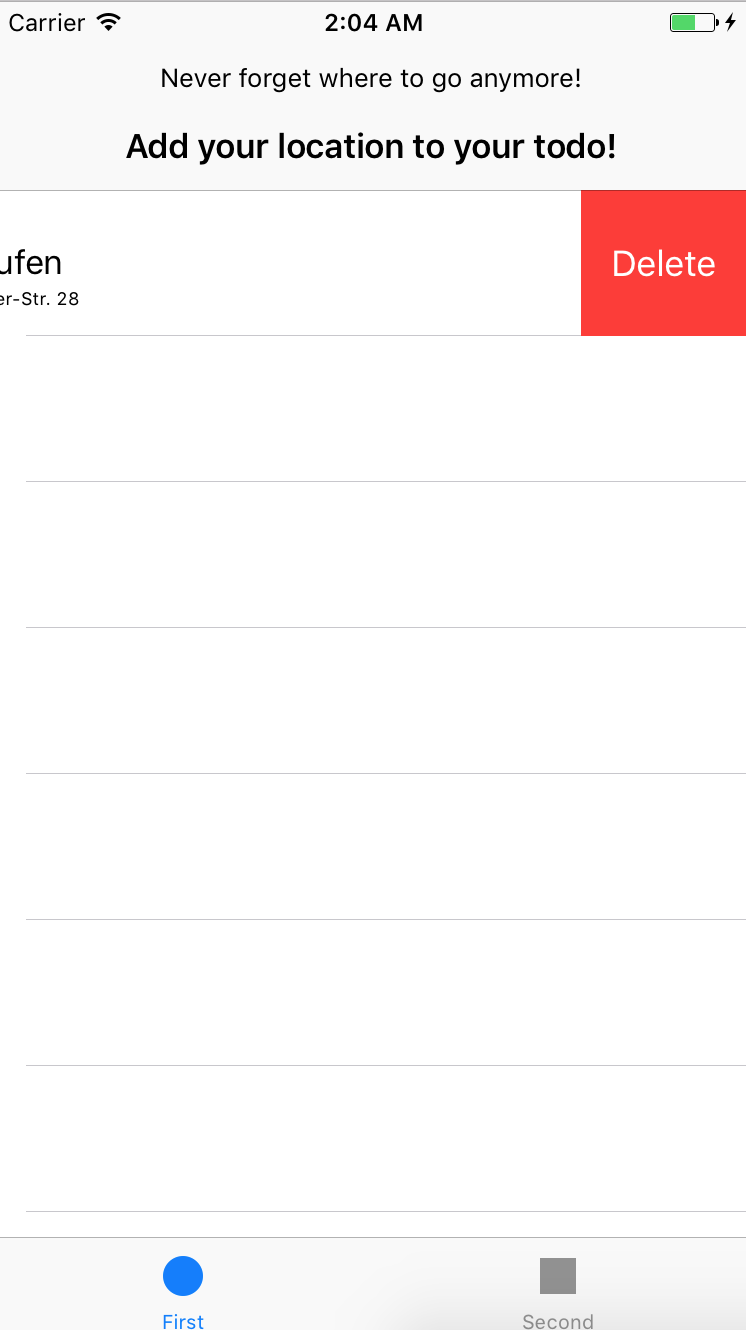 Carrier 2:04 AM
Never forget where to go anymore!
Add your location to your todo!
ufen
er-Str. 28
Delete
First Second